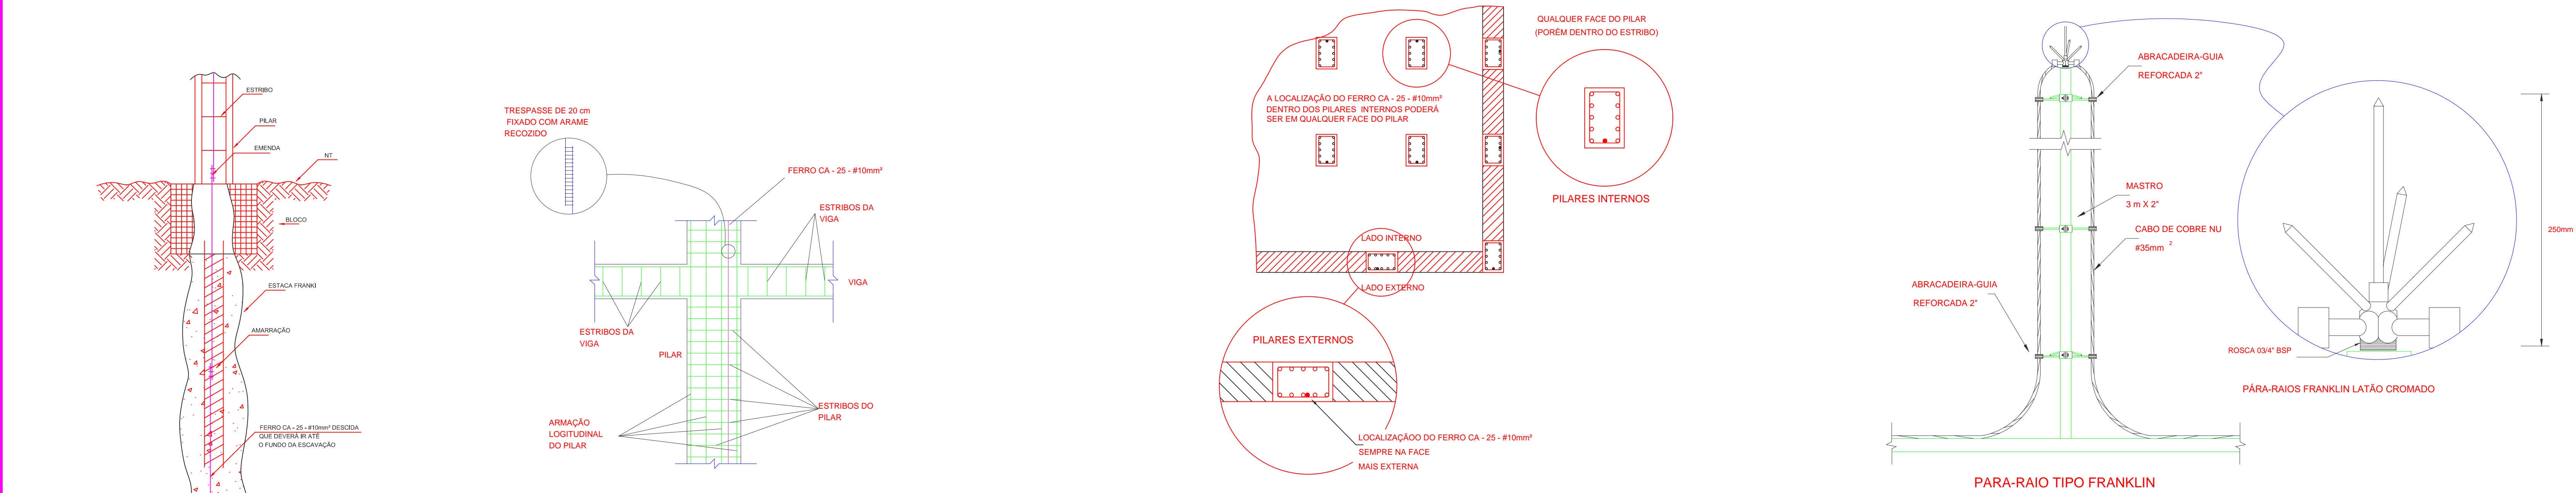 ESTRIBO
PILAR
EMENDA
NT
BLOCO
ESTACA FRANKI
AMARRAÇÃO
FERRO CA - 25 - #10mm² DESCIDA
QUE DEVERÁ IR ATÉ
O FUNDO DA ESCAVAÇÃO
TRESPASSE DE 20 cm
FIXADO COM ARAME
RECOZIDO
FERRO CA - 25 - #10mm²
ESTRIBOS DA
VIGA
VIGA
ESTRIBOS DA
VIGA
PILAR
ESTRIBOS DO
PILAR
ARMAÇÃO
LOGITUDINAL
DO PILAR
QUALQUER FACE DO PILAR
(PORÉM DENTRO DO ESTRIBO)
A LOCALIZAÇÃO DO FERRO CA - 25 - #10mm²
DENTRO DOS PILARES INTERNOS PODERÁ
SER EM QUALQUER FACE DO PILAR
PILARES INTERNOS
LADO INTERNO
LADO EXTERNO
PILARES EXTERNOS
LOCALIZAÇÃOO DO FERRO CA - 25 - #10mm²
SEMPRE NA FACE
MAIS EXTERNA
ABRACADEIRA-GUIA
REFORCADA 2"
MASTRO
3 m X 2"
CABO DE COBRE NU
#35mm 2
ABRACADEIRA-GUIA
REFORCADA 2"
250mm
ROSCA 03/4" BSP
PÁRA-RAIOS FRANKLIN LATÃO CROMADO
PARA-RAIO TIPO FRANKLIN